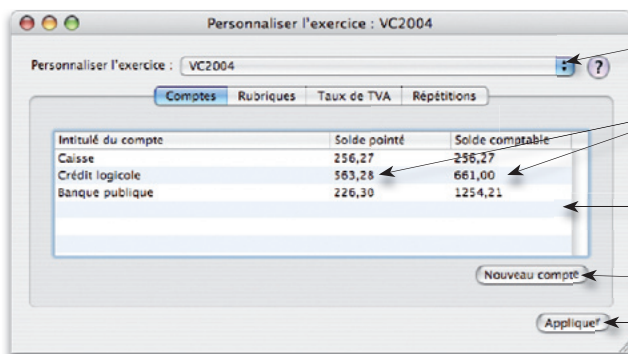 Personnaliser l'exercice : VC2004
Personnaliser l'exercice : VC2004 ?
Comptes Rubriques Taux de TVA Répétitions
Intitulé du compte Solde pointé Solde comptable
Caisse 256,27 256,27
Crédit logicole 563,28 661,00
Banque publique 226,30 1254,21
Nouveau compte
Appliquer